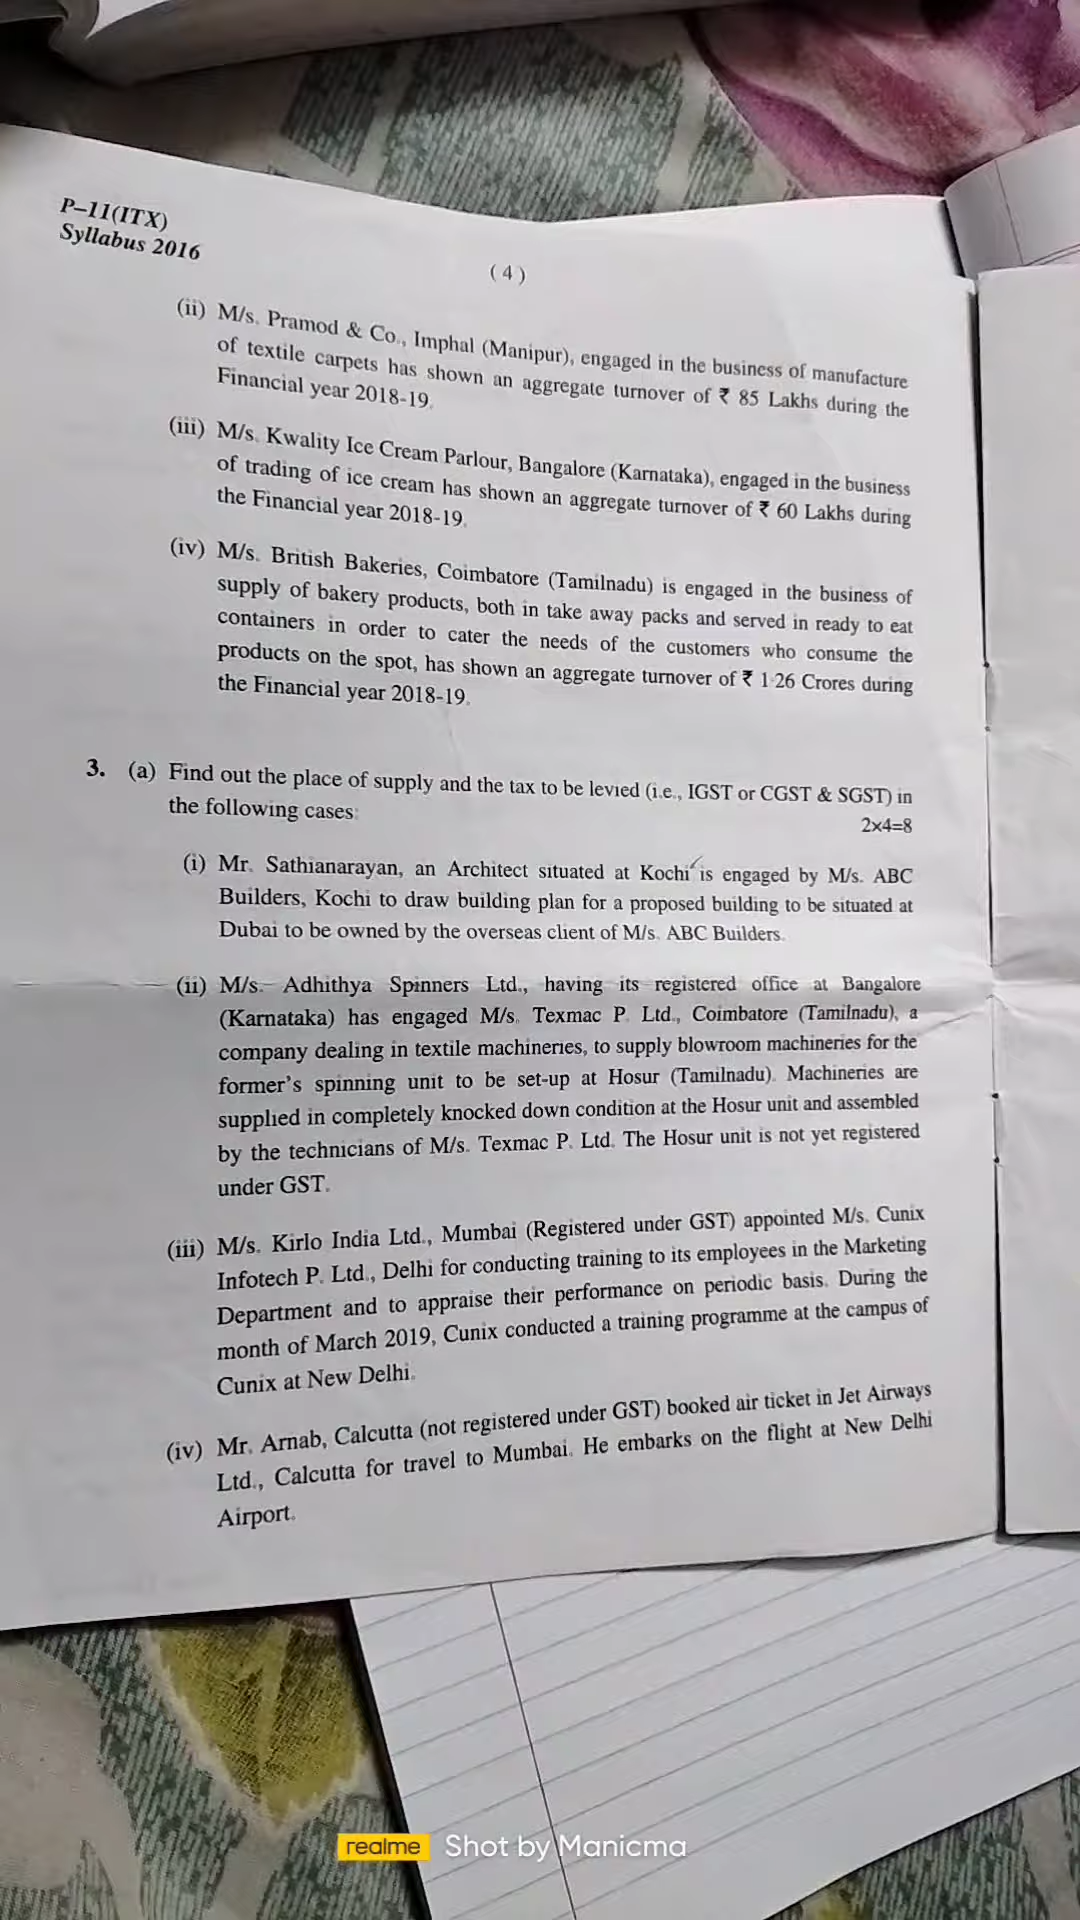 P–11(ITX)
Syllabus 2016
( 4 )
(ii) M/s. Pramod & Co., Imphal (Manipur), engaged in the business of manufacture
of textile carpets has shown an aggregate turnover of ₹ 85 Lakhs during the
Financial year 2018-19.
(iii) M/s. Kwality Ice Cream Parlour, Bangalore (Karnataka), engaged in the business
of trading of ice cream has shown an aggregate turnover of ₹ 60 Lakhs during
the Financial year 2018-19.
(iv) M/s. British Bakeries, Coimbatore (Tamilnadu) is engaged in the business of
supply of bakery products, both in take away packs and served in ready to eat
containers in order to cater the needs of the customers who consume the
products on the spot, has shown an aggregate turnover of ₹ 1·26 Crores during
the Financial year 2018-19.
3. (a) Find out the place of supply and the tax to be levied (i.e., IGST or CGST & SGST) in
the following cases:
2×4=8
(i) Mr. Sathianarayan, an Architect situated at Kochi is engaged by M/s. ABC
Builders, Kochi to draw building plan for a proposed building to be situated at
Dubai to be owned by the overseas client of M/s. ABC Builders.
(ii) M/s. Adhithya Spinners Ltd., having its registered office at Bangalore
(Karnataka) has engaged M/s. Texmac P. Ltd., Coimbatore (Tamilnadu), a
company dealing in textile machineries, to supply blowroom machineries for the
former's spinning unit to be set-up at Hosur (Tamilnadu). Machineries are
supplied in completely knocked down condition at the Hosur unit and assembled
by the technicians of M/s. Texmac P. Ltd. The Hosur unit is not yet registered
under GST.
(iii) M/s. Kirlo India Ltd., Mumbai (Registered under GST) appointed M/s. Cunix
Infotech P. Ltd., Delhi for conducting training to its employees in the Marketing
Department and to appraise their performance on periodic basis. During the
month of March 2019, Cunix conducted a training programme at the campus of
Cunix at New Delhi.
(iv) Mr. Arnab, Calcutta (not registered under GST) booked air ticket in Jet Airways
Ltd., Calcutta for travel to Mumbai. He embarks on the flight at New Delhi
Airport.
realme Shot by Manicma